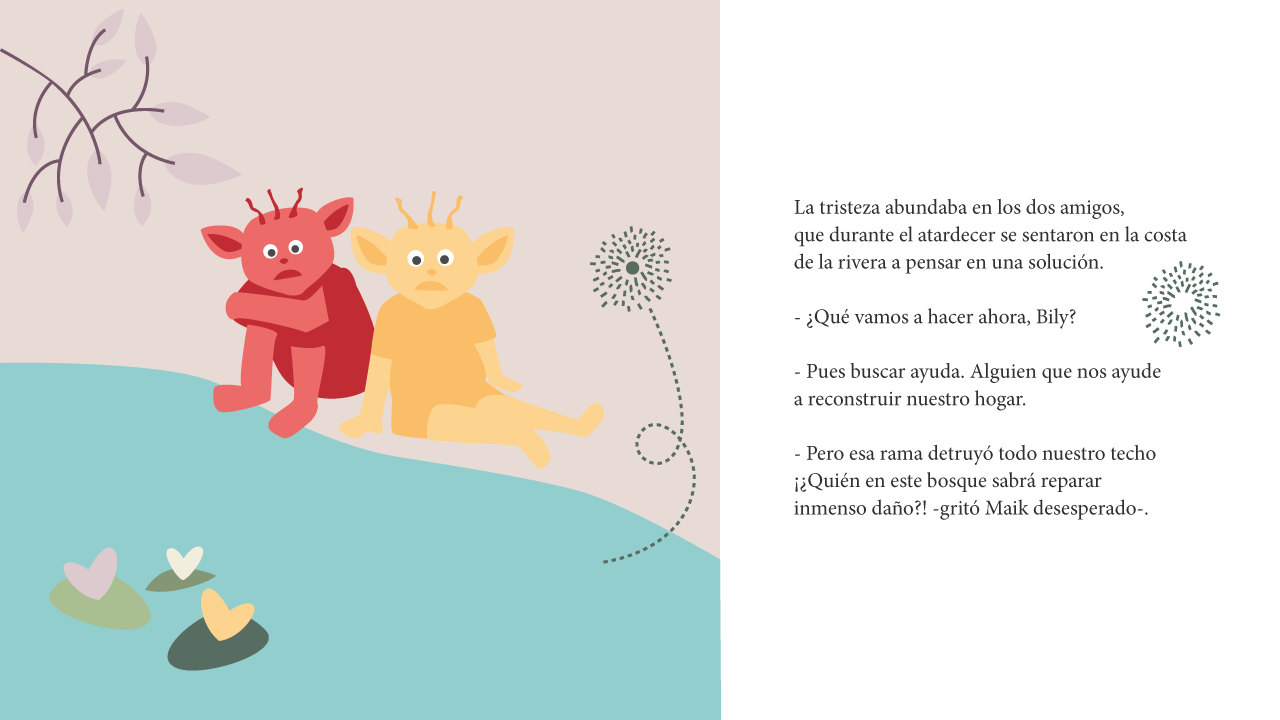 La tristeza abundaba en los dos amigos,
que durante el atardecer se sentaron en la costa
de la rivera a pensar en una solución.
- ¿Qué vamos a hacer ahora, Bily?
- Pues buscar ayuda. Alguien que nos ayude
a reconstruir nuestro hogar.
- Pero esa rama detruyó todo nuestro techo
¡¿Quién en este bosque sabrá reparar
inmenso daño?! -gritó Maik desesperado-.